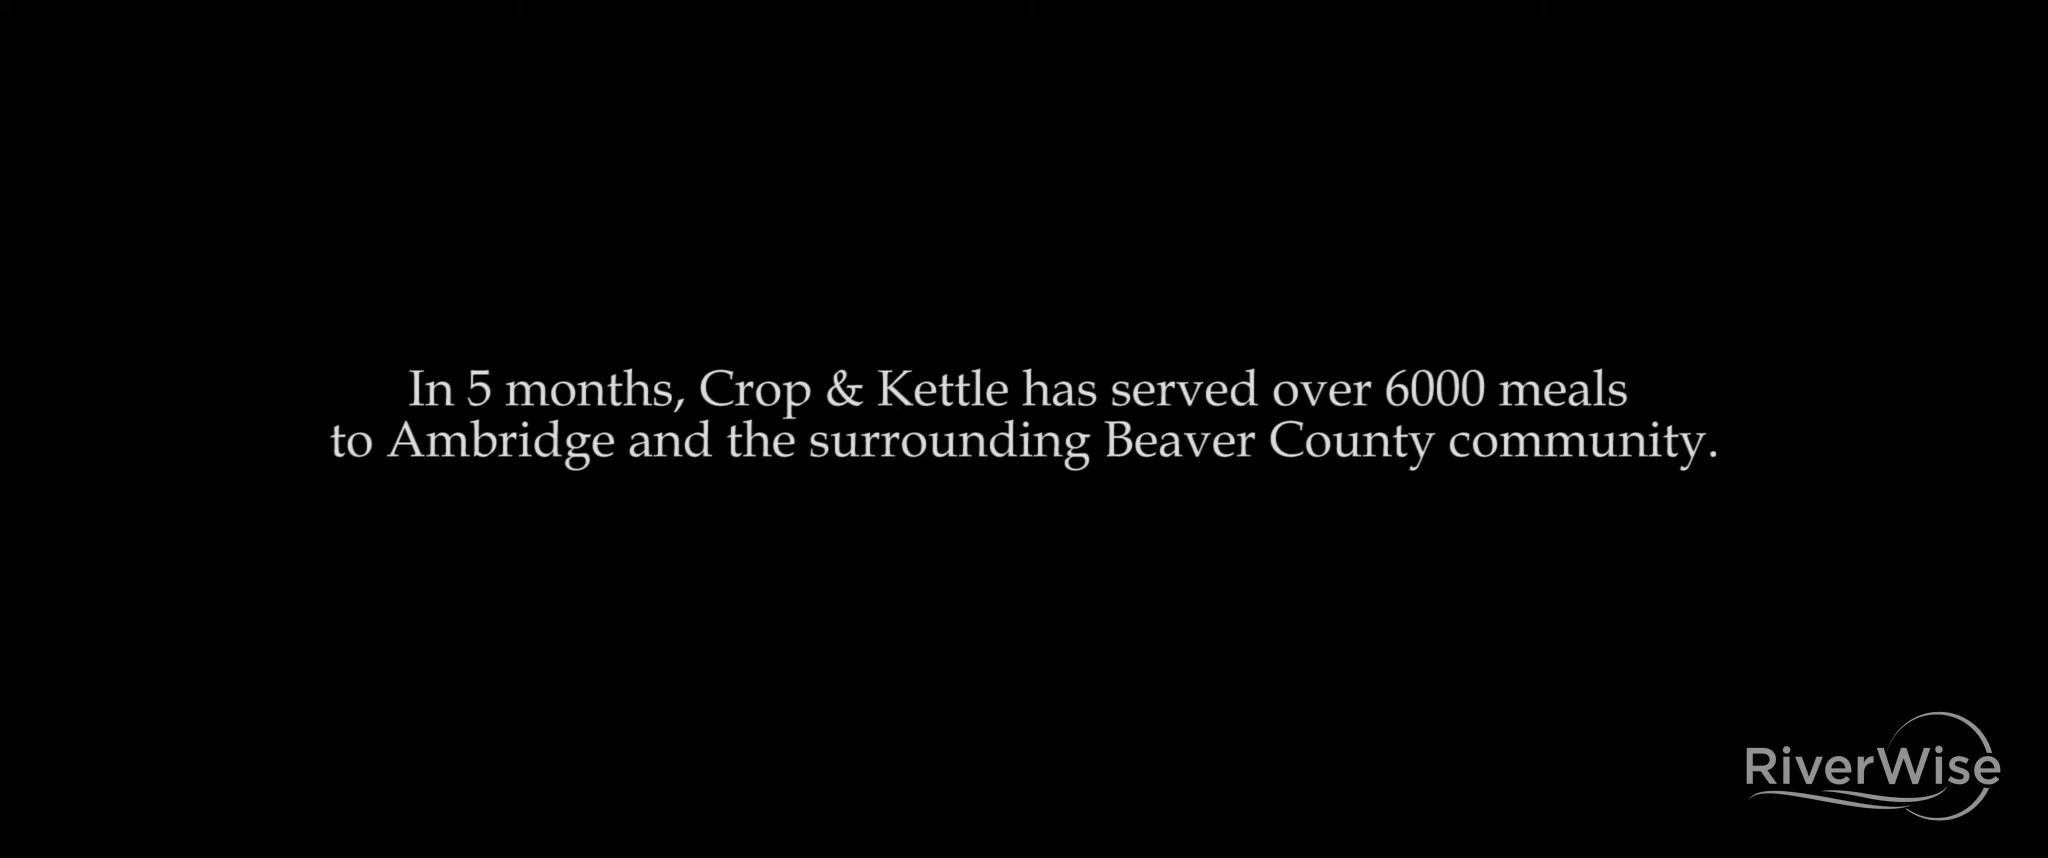 In 5 months, Crop & Kettle has served over 6000 meals
to Ambridge and the surrounding Beaver County community.
RiverWise